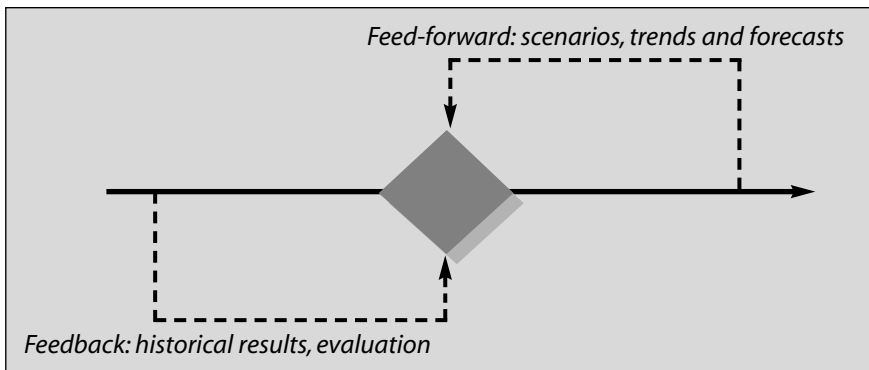 Feed-forward: scenarios, trends and forecasts
Feedback: historical results, evaluation